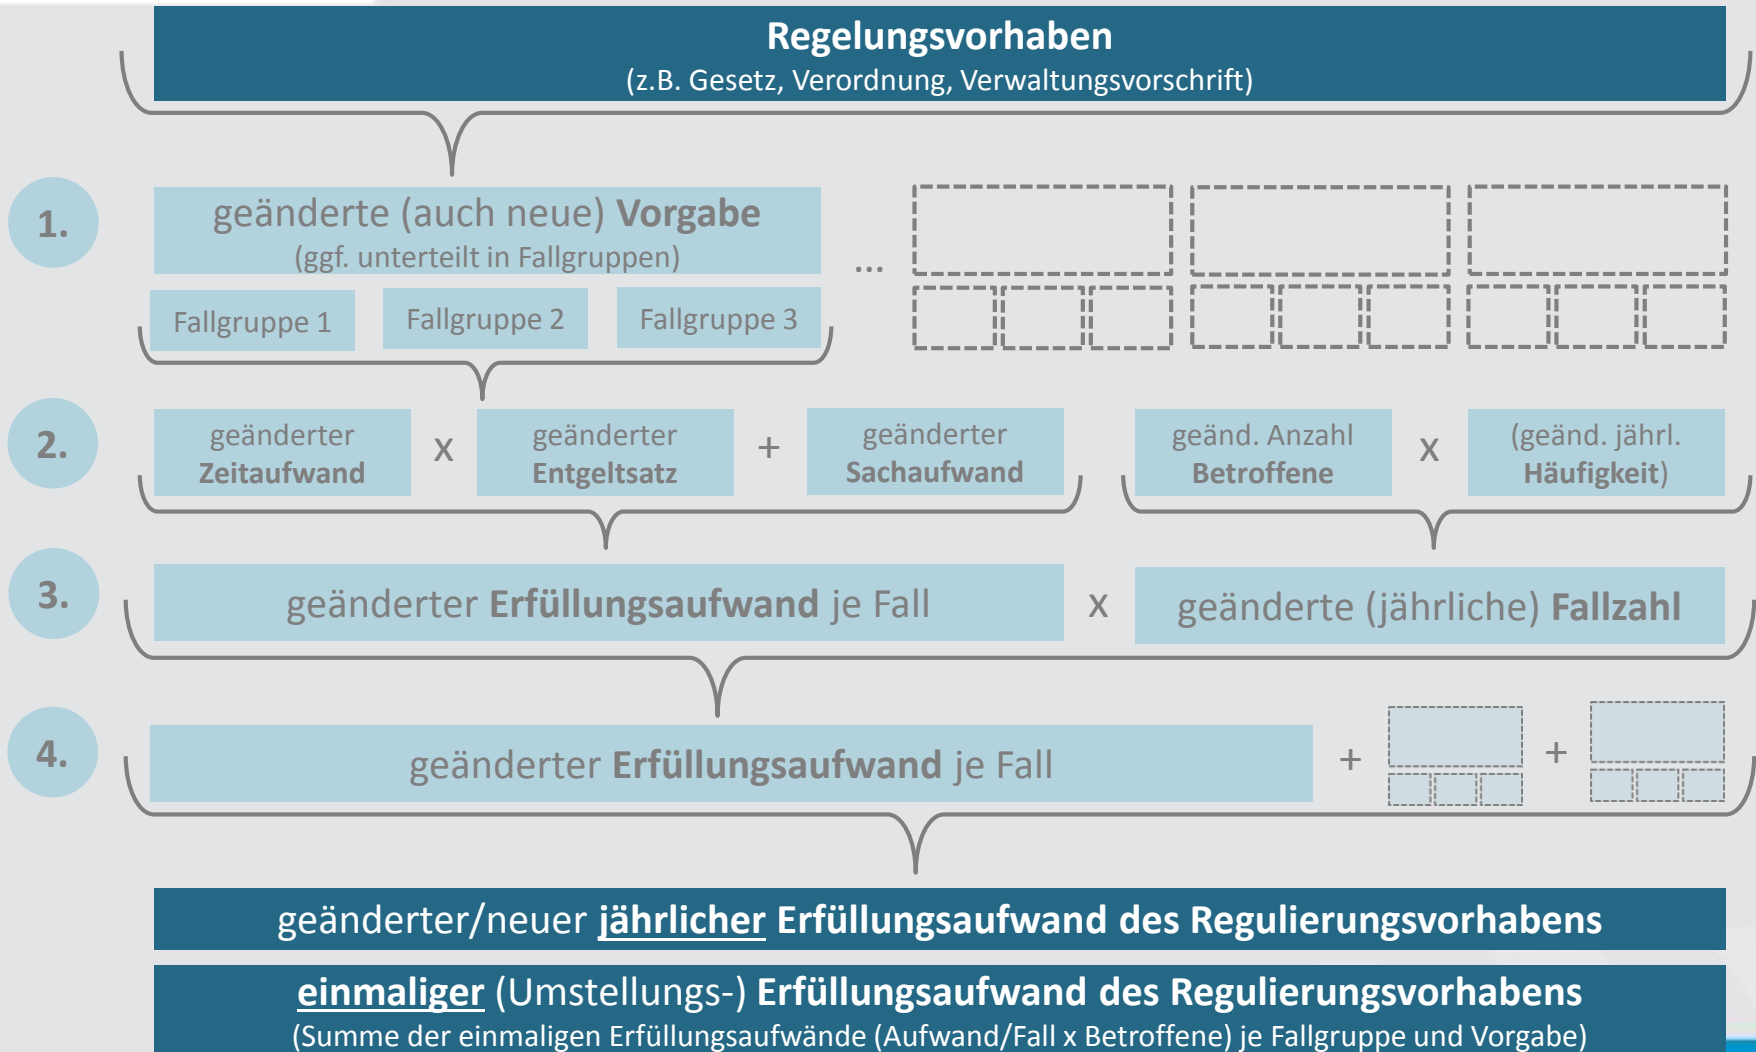 Regelungsvorhaben
(z.B. Gesetz, Verordnung, Verwaltungsvorschrift)
1.
geänderte (auch neue) Vorgabe
(ggf. unterteilt in Fallgruppen)
...
Fallgruppe 1
Fallgruppe 2
Fallgruppe 3
2.
geänderter
Zeitaufwand
x
geänderter
Entgeltsatz
+
geänderter
Sachaufwand
geänd. Anzahl
Betroffene
x
(geänd. jährl.
Häufigkeit)
3.
geänderter Erfüllungsaufwand je Fall
x
geänderte (jährliche) Fallzahl
4.
geänderter Erfüllungsaufwand je Fall
+
+
geänderter/neuer jährlicher Erfüllungsaufwand des Regulierungsvorhabens
einmaliger (Umstellungs-) Erfüllungsaufwand des Regulierungsvorhabens
(Summe der einmaligen Erfüllungsaufwände (Aufwand/Fall x Betroffene) je Fallgruppe und Vorgabe)